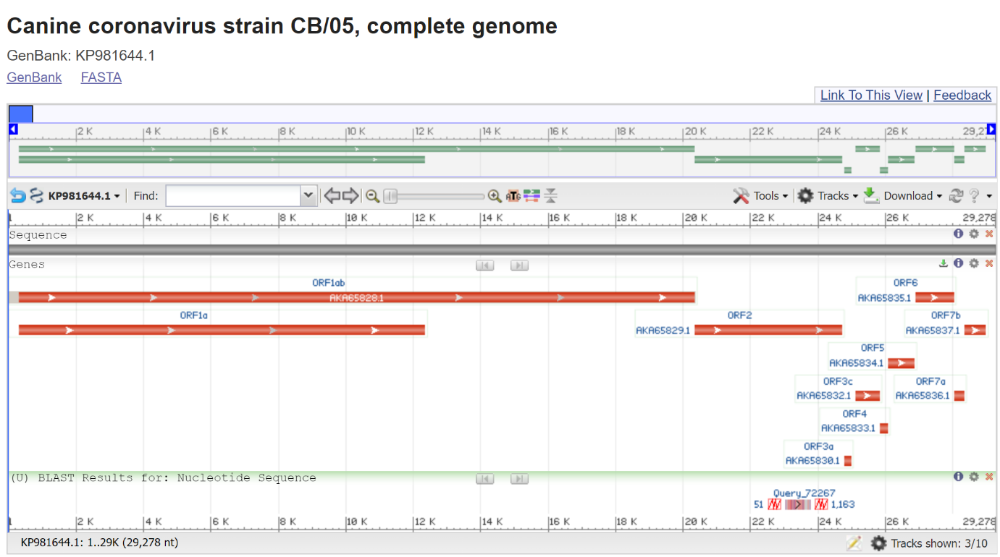 Canine coronavirus strain CB/05, complete genome
GenBank: KP981644.1
GenBank FASTA
Link To This View | Feedback
2 K 4 K 6 K 8 K 10 K 12 K 14 K 16 K 18 K 20 K 22 K 24 K 26 K 29,27
KP981644.1 Find: ATG Tools Tracks Download ?
1 2 K 4 K 6 K 8 K 10 K 12 K 14 K 16 K 18 K 20 K 22 K 24 K 26 K 29,278
Sequence
Genes
ORF1ab ORF6
AKA65828.1 AKA65835.1
ORF1a ORF2 ORF7b
AKA65829.1 AKA65837.1
ORF5
AKA65834.1
ORF3c ORF7a
AKA65832.1 AKA65836.1
ORF4
AKA65833.1
ORF3a
AKA65830.1
(U) BLAST Results for: Nucleotide Sequence
Query_72267
51 1,163
1 2 K 4 K 6 K 8 K 10 K 12 K 14 K 16 K 18 K 20 K 22 K 24 K 26 K 29,278
KP981644.1: 1..29K (29,278 nt) Tracks shown: 3/10